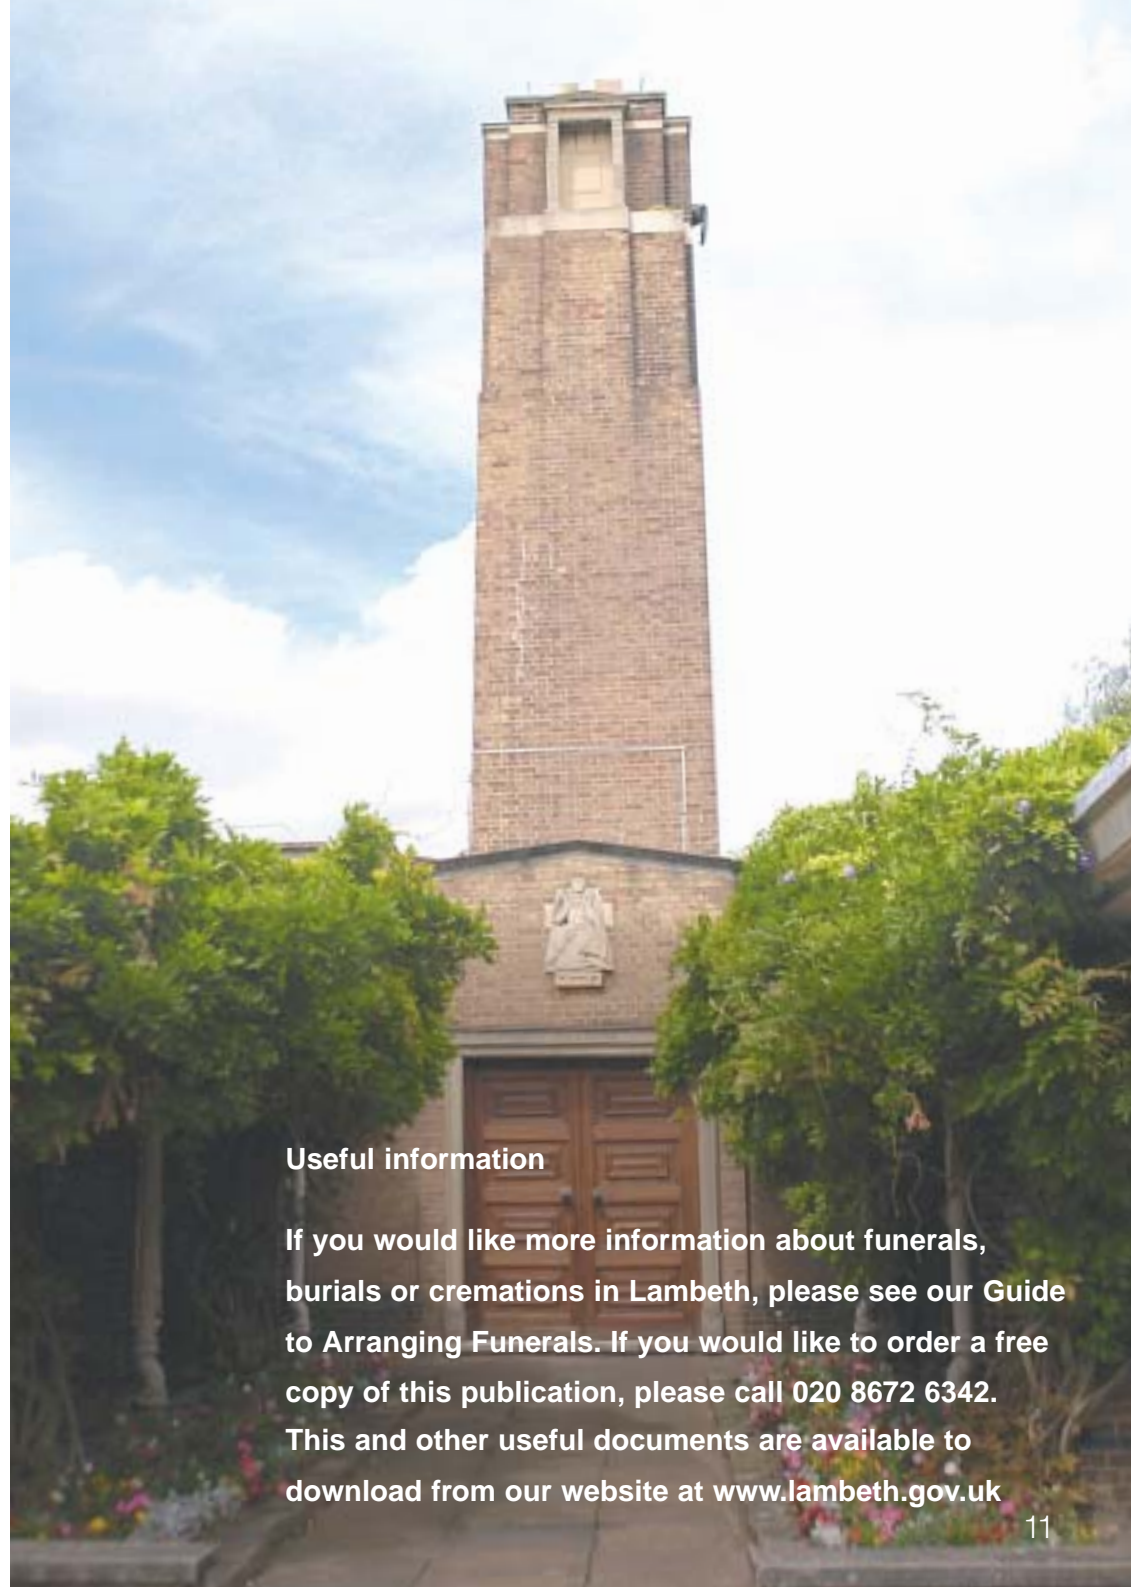 Useful information
If you would like more information about funerals,
burials or cremations in Lambeth, please see our Guide
to Arranging Funerals. If you would like to order a free
copy of this publication, please call 020 8672 6342.
This and other useful documents are available to
download from our website at www.lambeth.gov.uk
11